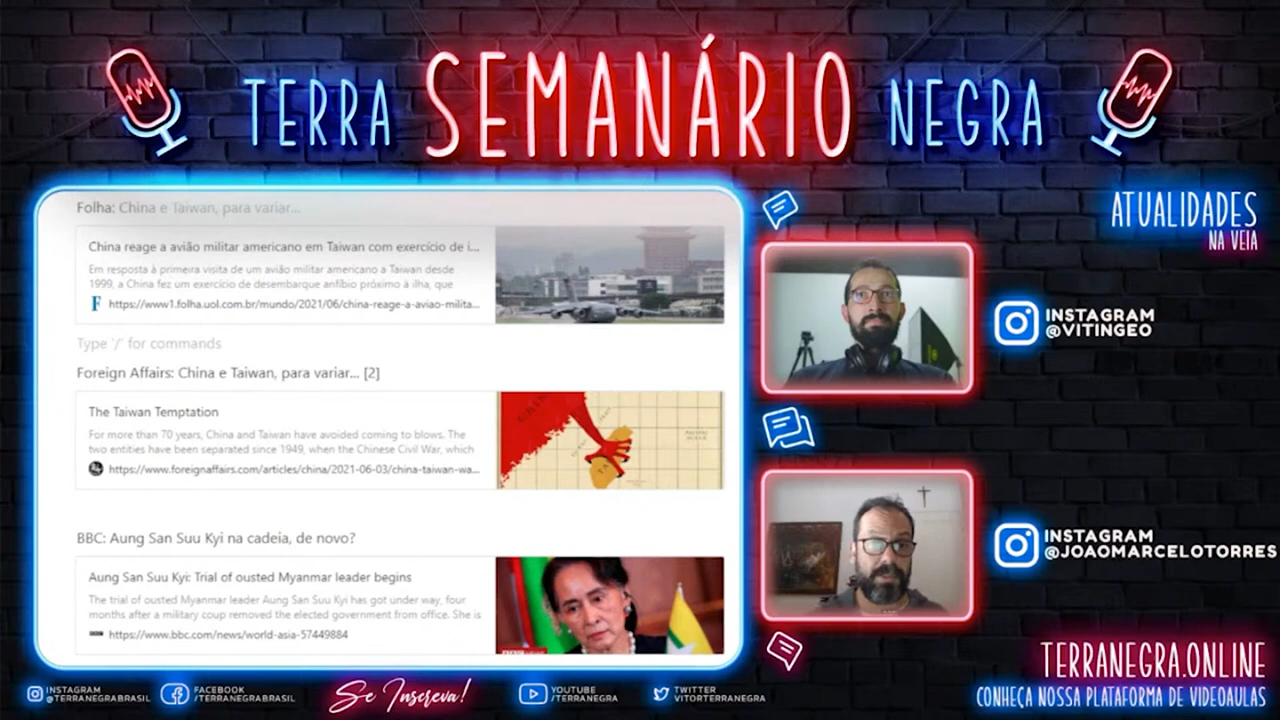 TERRA SEMANÁRIO NEGRA
Folha: China e Taiwan, para variar...
China reage a avião militar americano em Taiwan com exercício de i...
Em resposta à primeira visita de um avião militar americano a Taiwan desde
1999, a China fez um exercício de desembarque anfíbio próximo à ilha, que
F https://www1.folha.uol.com.br/mundo/2021/06/china-reage-a-aviao-milita...
Type '/' for commands
Foreign Affairs: China e Taiwan, para variar... [2]
The Taiwan Temptation
For more than 70 years, China and Taiwan have avoided coming to blows. The
two entities have been separated since 1949, when the Chinese Civil War, which
https://www.foreignaffairs.com/articles/china/2021-06-03/china-taiwan-wa...
BBC: Aung San Suu Kyi na cadeia, de novo?
Aung San Suu Kyi: Trial of ousted Myanmar leader begins
The trial of ousted Myanmar leader Aung San Suu Kyi has got under way, four
months after a military coup removed the elected government from office. She is
https://www.bbc.com/news/world-asia-57449884
ATUALIDADES
NA VEIA
INSTAGRAM
@VITINGEO
INSTAGRAM
@JOAOMARCELOTORRES
TERRANEGRA.ONLINE
CONHEÇA NOSSA PLATAFORMA DE VIDEOAULAS
INSTAGRAM
@TERRANEGRABRASIL
FACEBOOK
/TERRANEGRABRASIL
Se Inscreva!
YOUTUBE
/TERRANEGRA
TWITTER
VITORTERRANEGRA